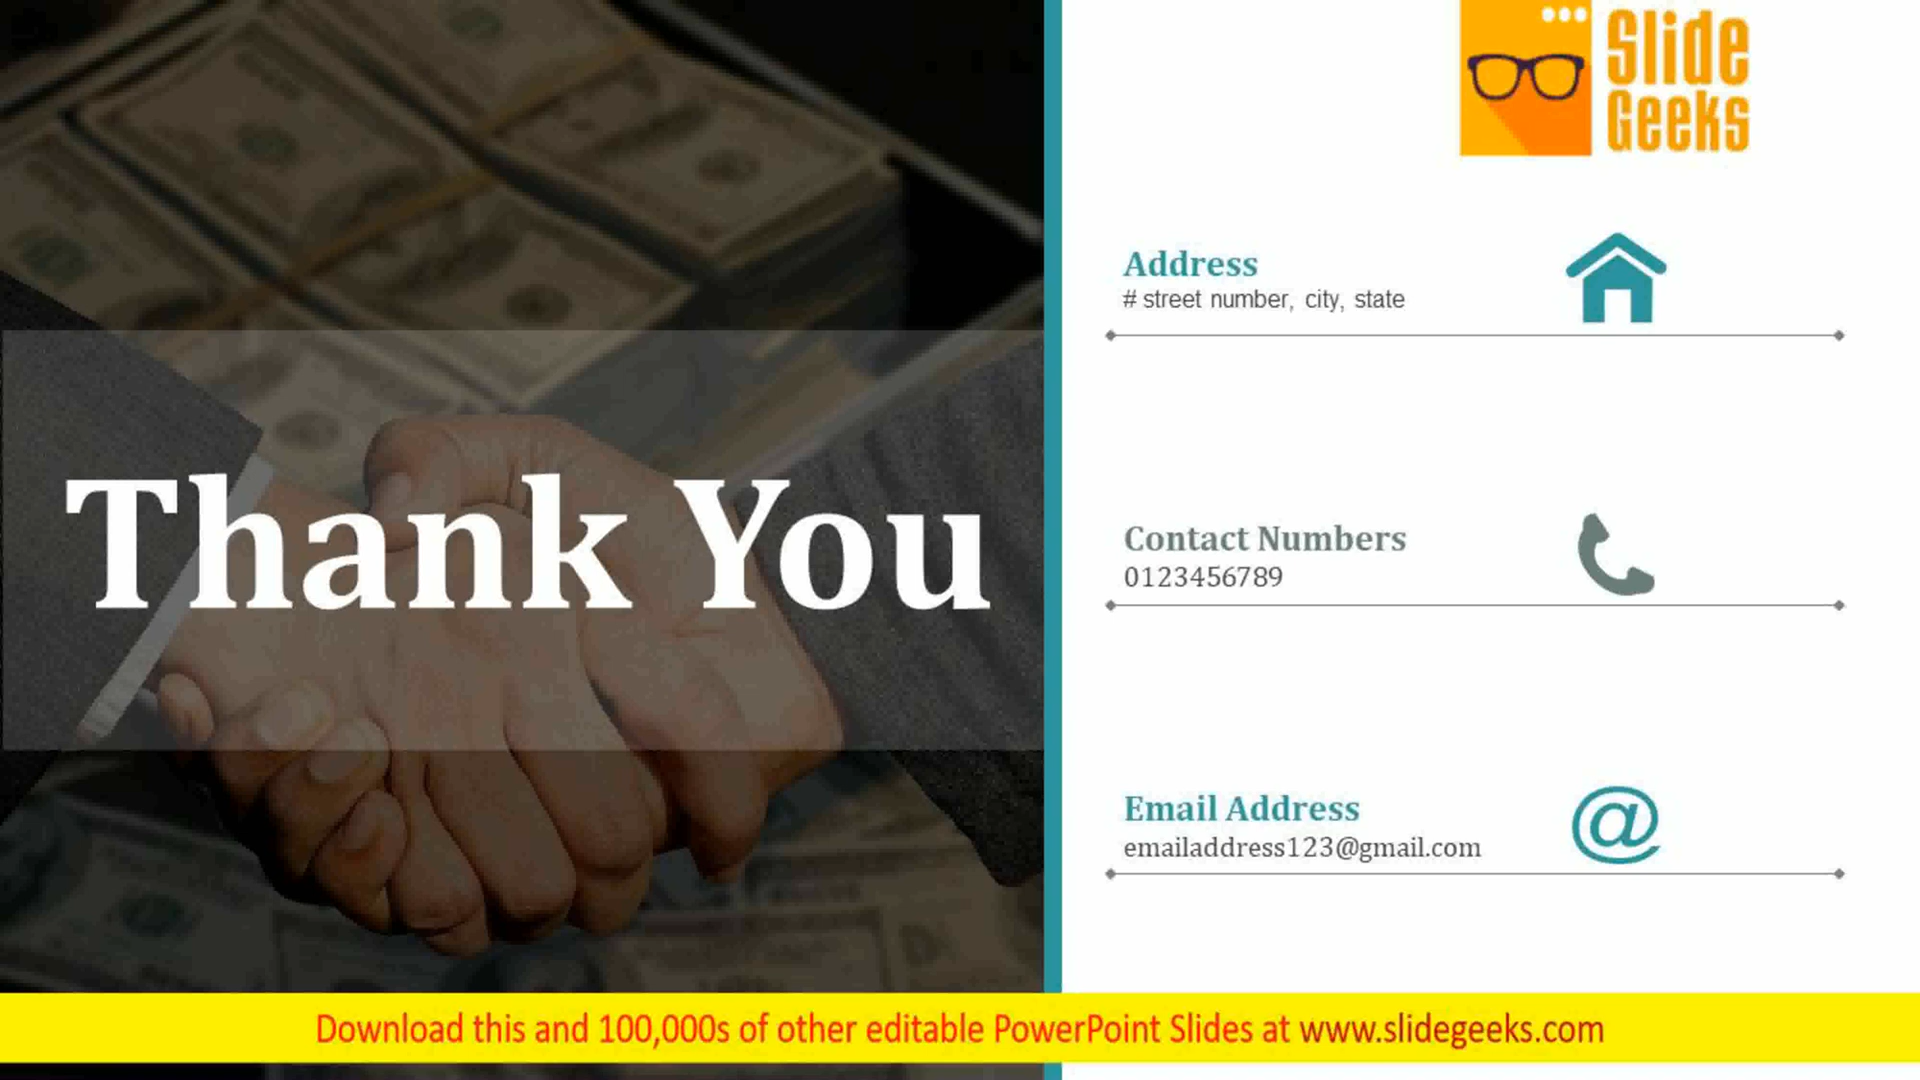 Slide
Geeks
Thank You
Address
# street number, city, state
Contact Numbers
0123456789
Email Address
emailaddress123@gmail.com
@
Download this and 100,000s of other editable PowerPoint Slides at www.slidegeeks.com